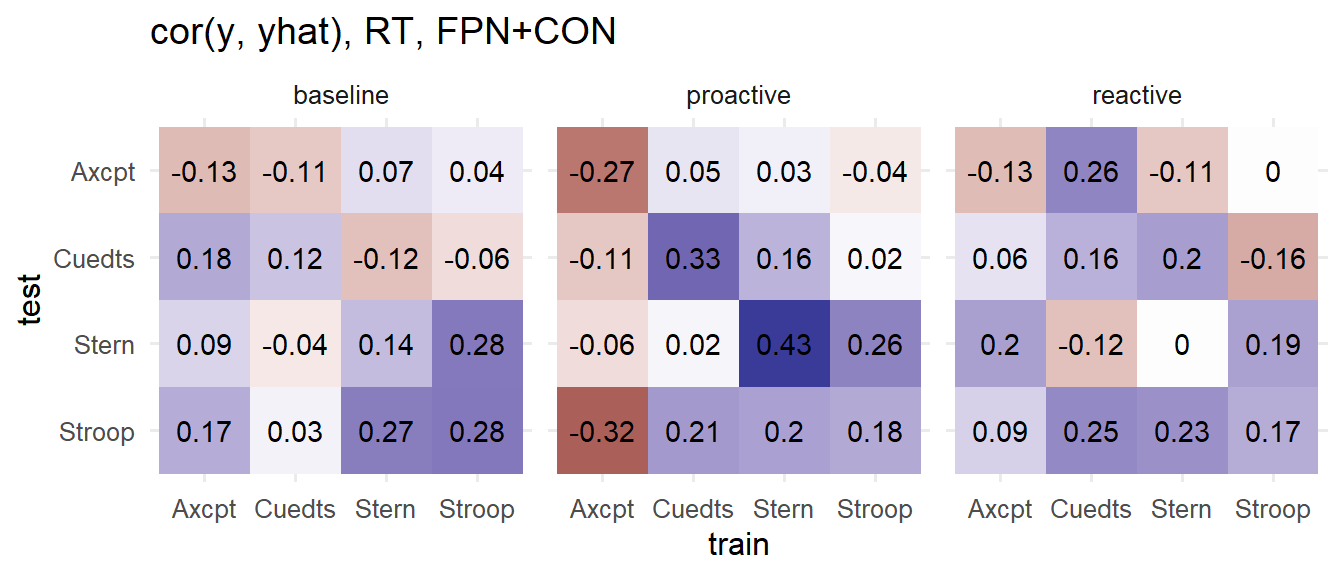 cor(y, yhat), RT, FPN+CON
baseline proactive reactive
Axcpt -0.13 -0.11 0.07 0.04 -0.27 0.05 0.03 -0.04 -0.13 0.26 -0.11 0
Cuedts 0.18 0.12 -0.12 -0.06 -0.11 0.33 0.16 0.02 0.06 0.16 0.2 -0.16
test
Stern 0.09 -0.04 0.14 0.28 -0.06 0.02 0.43 0.26 0.2 -0.12 0 0.19
Stroop 0.17 0.03 0.27 0.28 -0.32 0.21 0.2 0.18 0.09 0.25 0.23 0.17
Axcpt Cuedts Stern Stroop Axcpt Cuedts Stern Stroop Axcpt Cuedts Stern Stroop
train